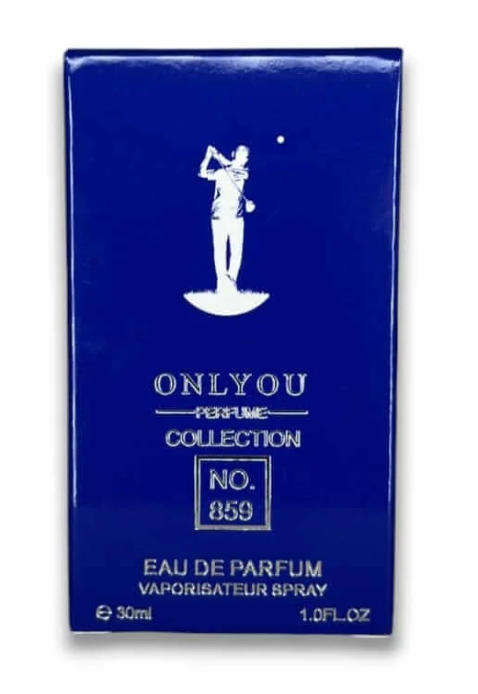 ONLYOU
PERFUME
COLLECTION
NO.
859
EAU DE PARFUM
VAPORISATEUR SPRAY
℮ 30ml 1.0FL.OZ